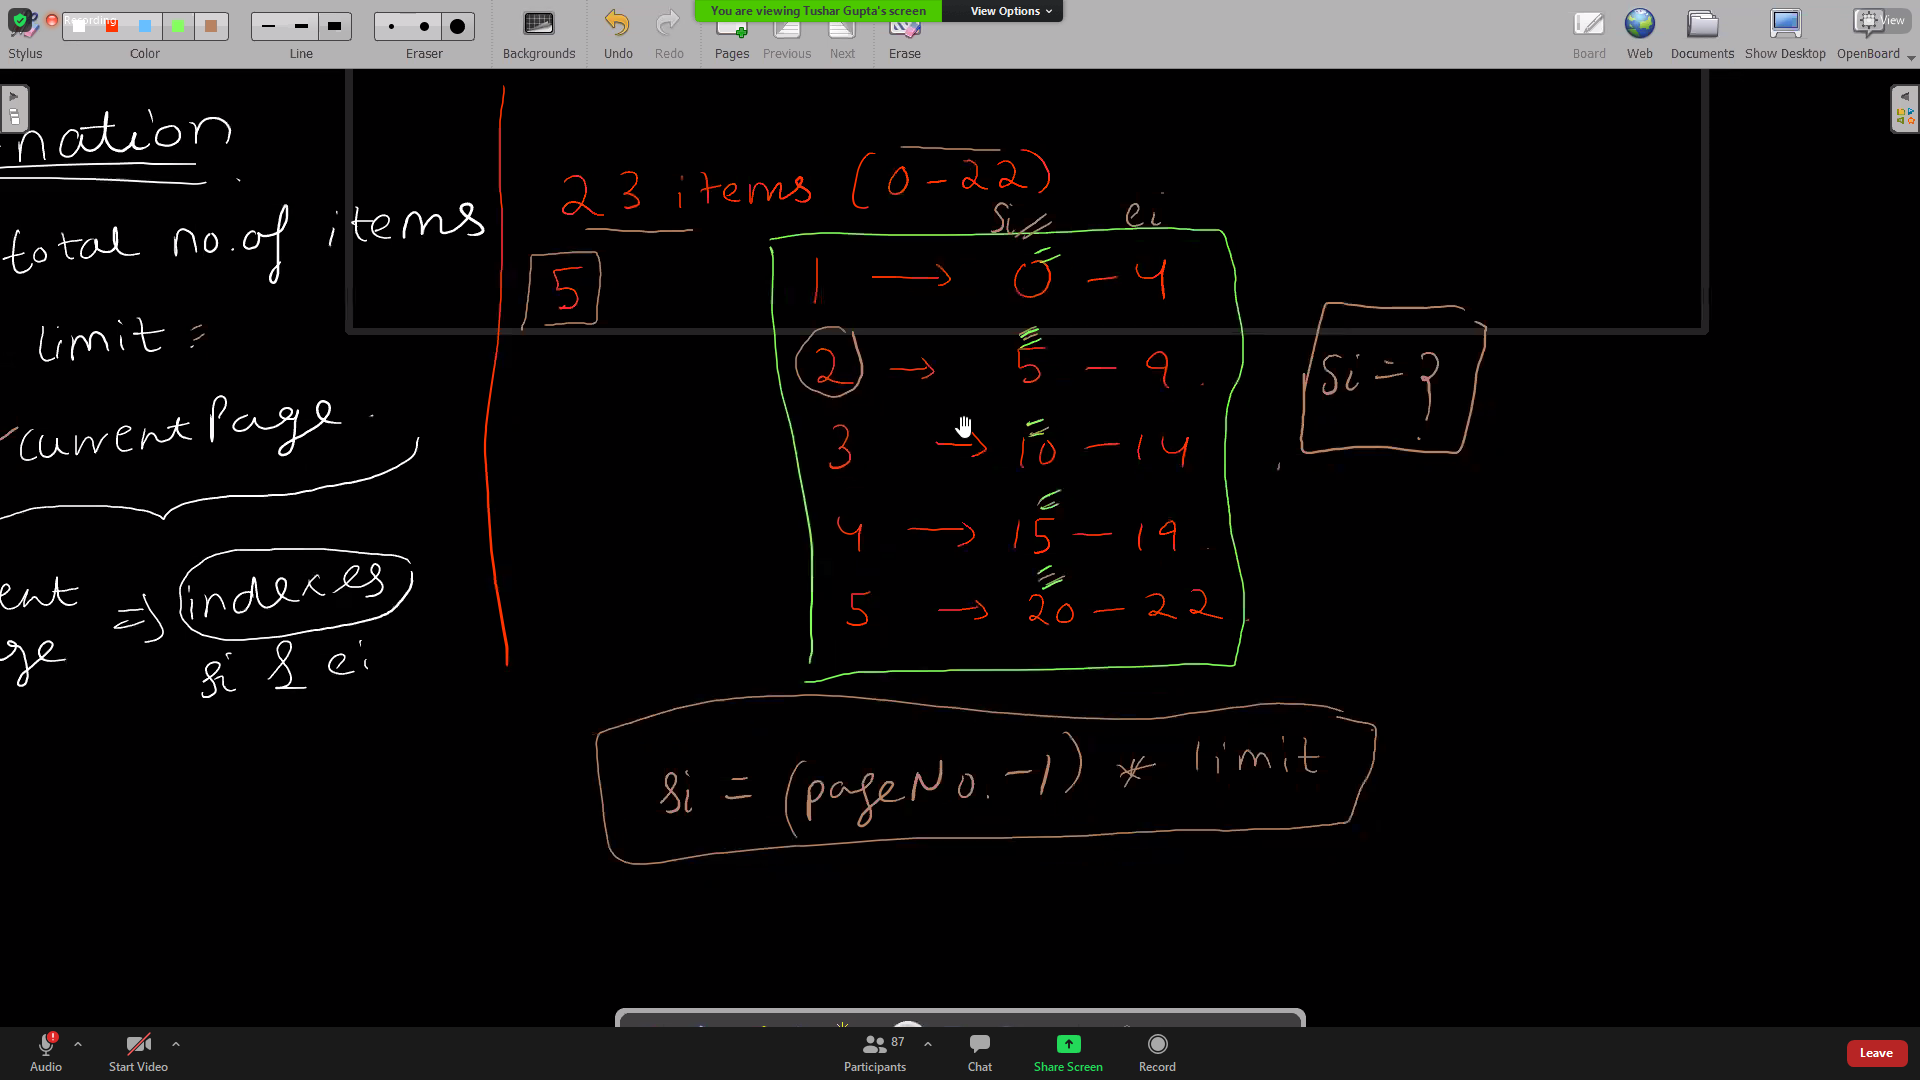 Recording
You are viewing Tushar Gupta's screen
View Options
View
Stylus
Color
Line
Eraser
Backgrounds
Undo
Redo
Pages
Previous
Next
Erase
Board
Web
Documents
Show Desktop
OpenBoard
nation
total no. of items
limit =
currentPage.
ent
ge
=> indexes
si & ei
23 items (0-22)
5
si ei
1 → 0 - 4
2 → 5 - 9
3 → 10 - 14
4 → 15 - 19
5 → 20 - 22
si = ?
si = (pageNo. -1) * limit
Audio
Start Video
87
Participants
Chat
Share Screen
Record
Leave